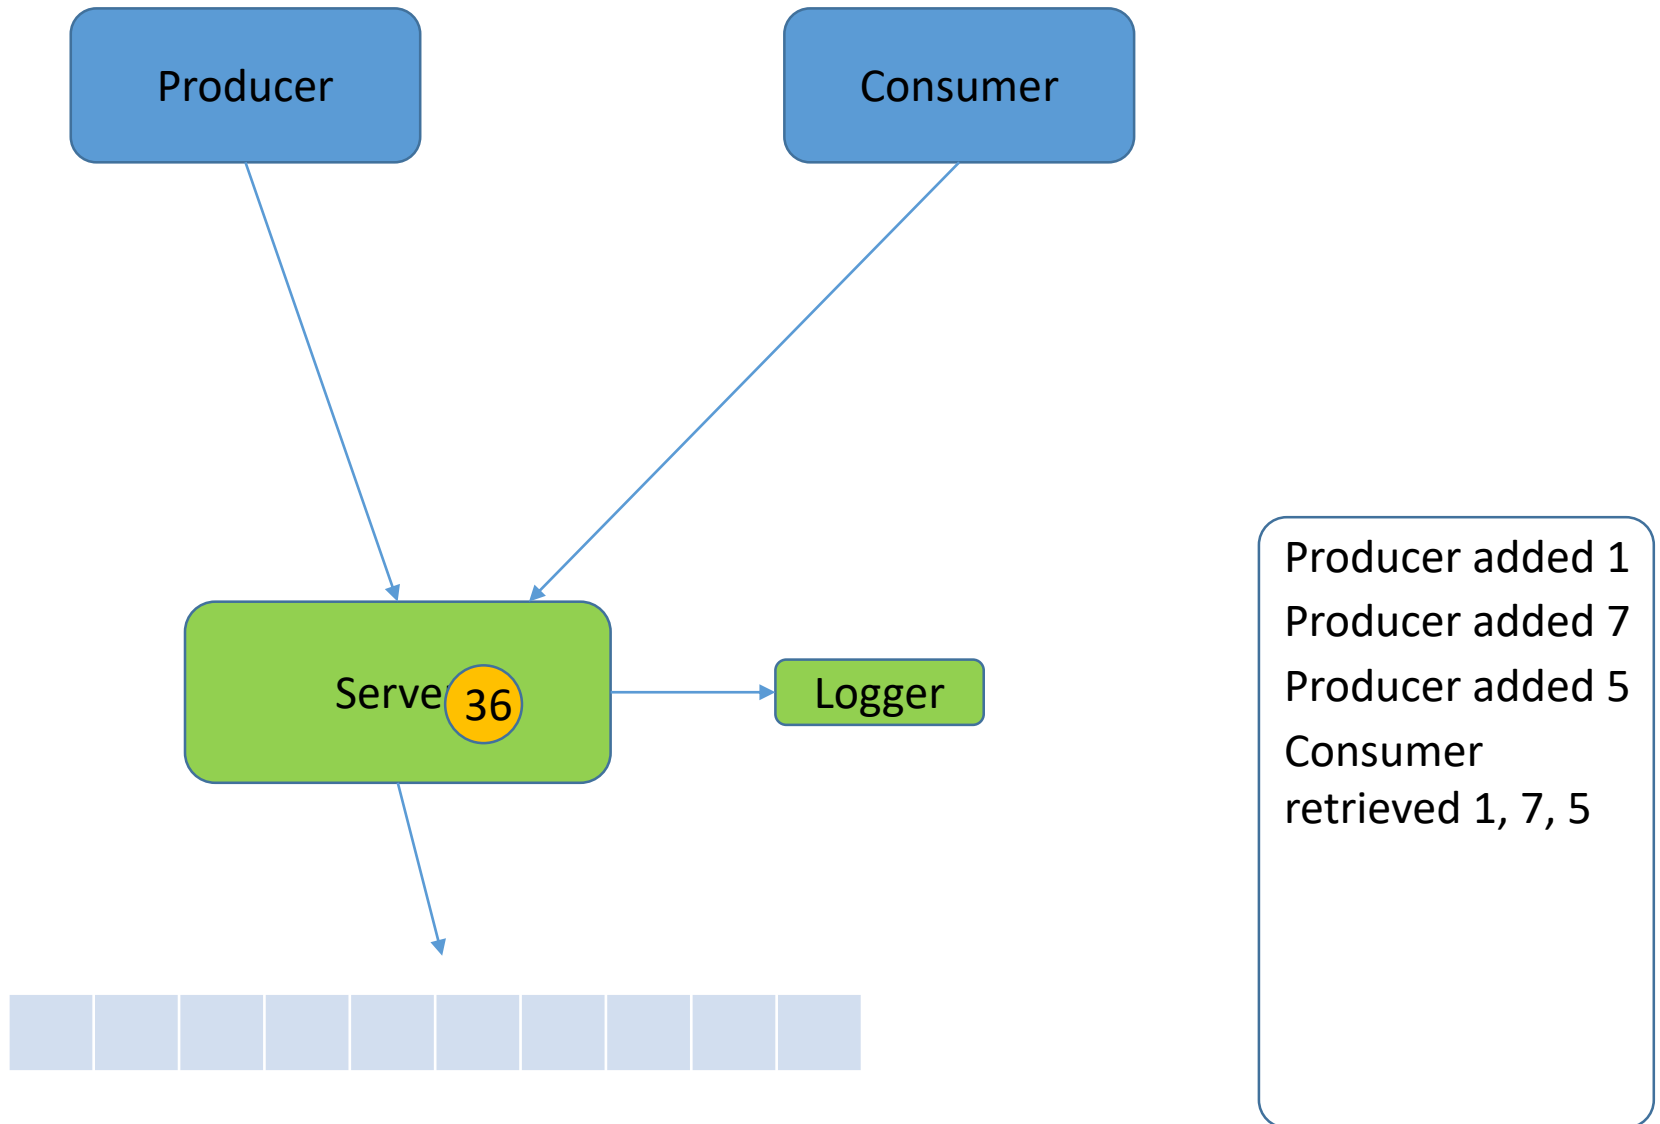 Producer
Consumer
Serve
36
Logger
Producer added 1
Producer added 7
Producer added 5
Consumer
retrieved 1, 7, 5